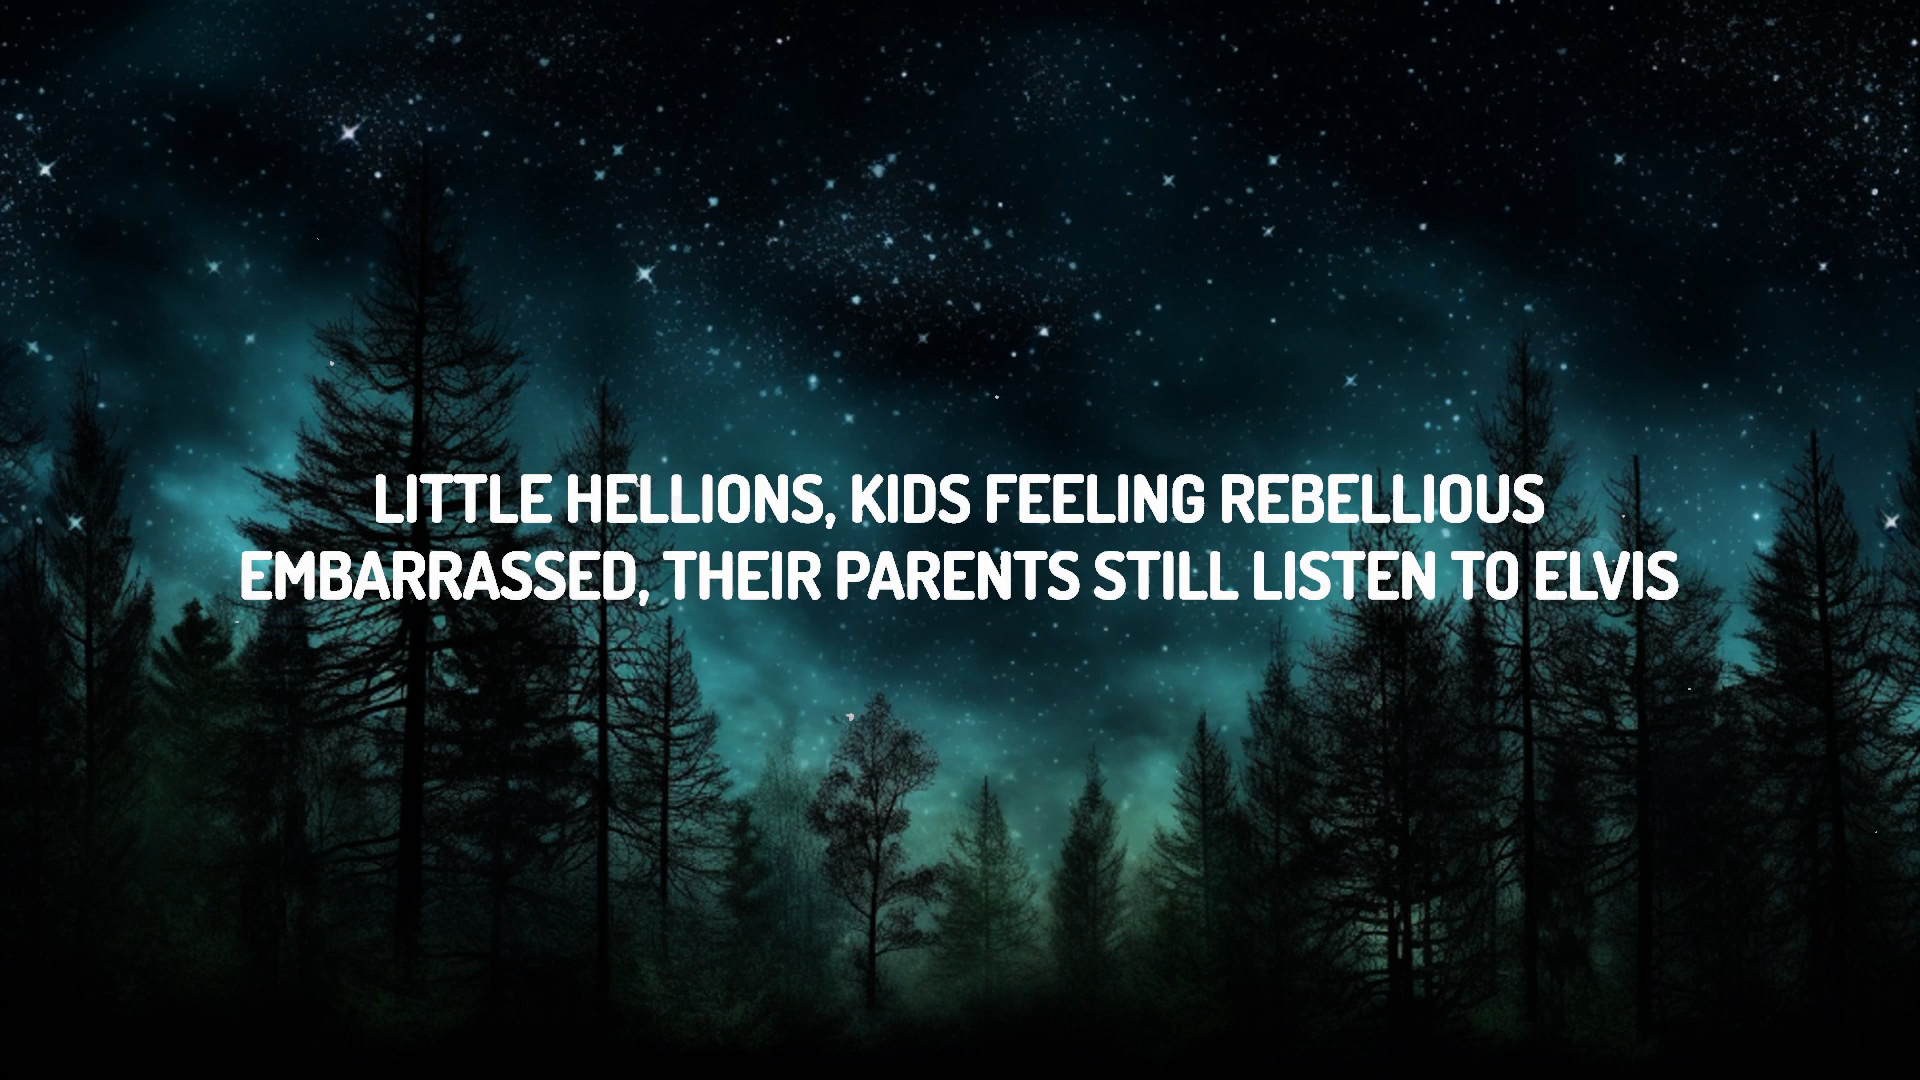 LITTLE HELLIONS, KIDS FEELING REBELLIOUS
EMBARRASSED, THEIR PARENTS STILL LISTEN TO ELVIS